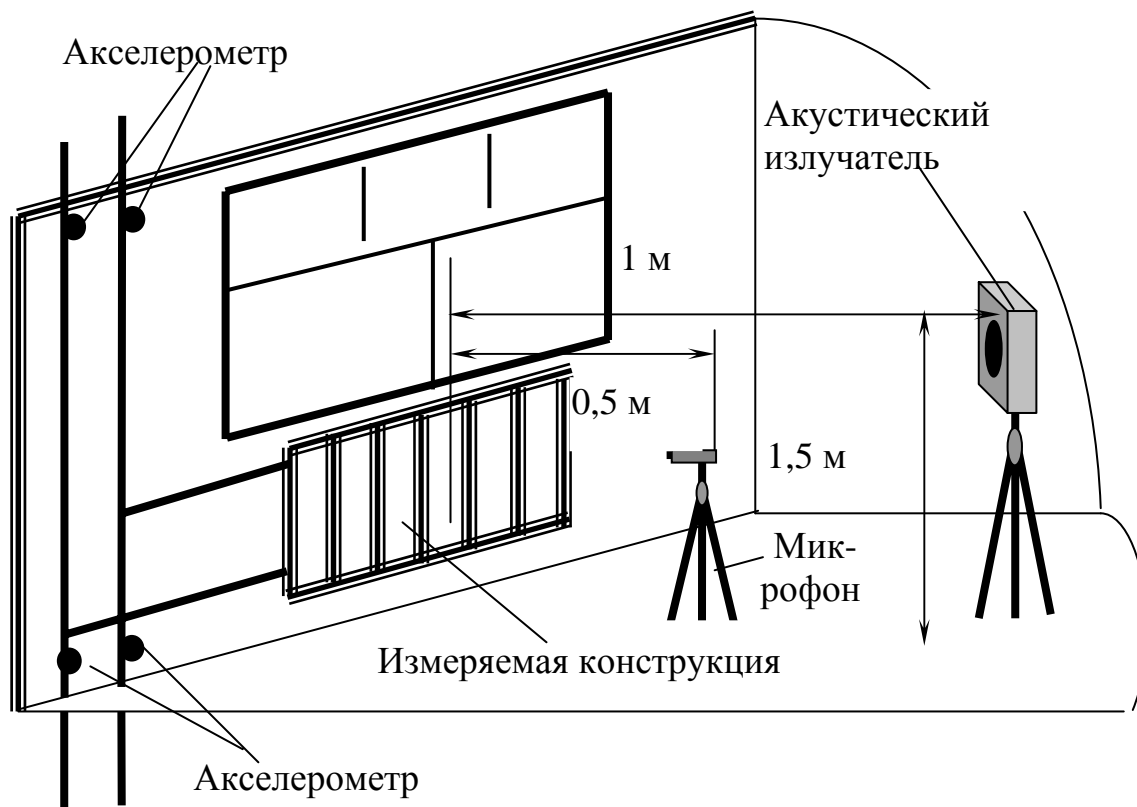 Акселерометр
Акустический
излучатель
1 м
0,5 м
1,5 м
Мик-
рофон
Измеряемая конструкция
Акселерометр